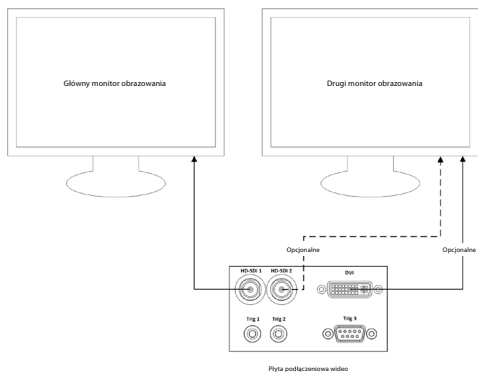 Główny monitor obrazowania
Drugi monitor obrazowania
Opcjonalne
Opcjonalne
HD-SDI 1 HD-SDI 2 DVI
Trig 1 Trig 2 Trig 3
Płyta podłączeniowa wideo